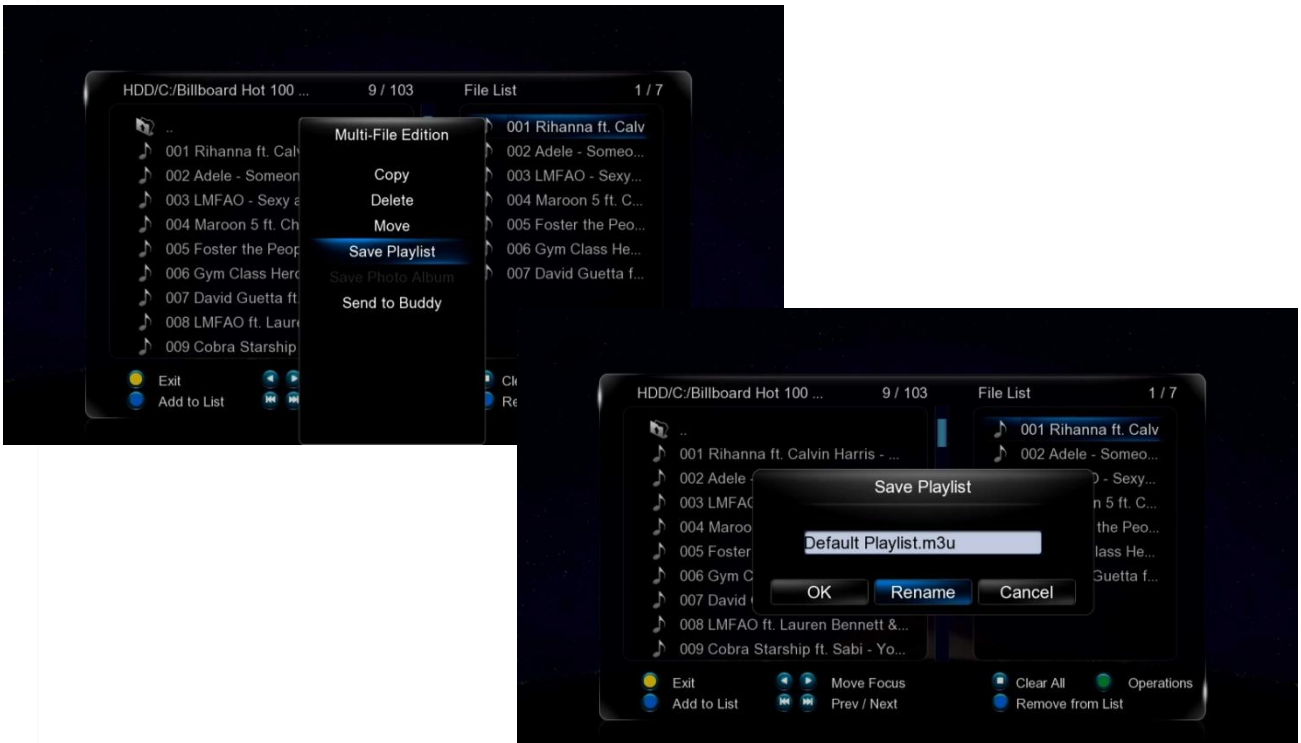 HDD/C:/Billboard Hot 100 ... 9 / 103 File List 1 / 7
..
001 Rihanna ft. Calv
002 Adele - Someon
003 LMFAO - Sexy a
004 Maroon 5 ft. Ch
005 Foster the Peop
006 Gym Class Hero
007 David Guetta ft
008 LMFAO ft. Laure
009 Cobra Starship
Multi-File Edition
Copy
Delete
Move
Save Playlist
Save Photo Album
Send to Buddy
001 Rihanna ft. Calv
002 Adele - Someo...
003 LMFAO - Sexy...
004 Maroon 5 ft. C...
005 Foster the Peo...
006 Gym Class He...
007 David Guetta f...
Exit
Add to List
HDD/C:/Billboard Hot 100 ... 9 / 103 File List 1 / 7
..
001 Rihanna ft. Calvin Harris - ...
002 Adele -
003 LMFAO
004 Maroo
005 Foster
006 Gym C
007 David
008 LMFAO ft. Lauren Bennett &...
009 Cobra Starship ft. Sabi - Yo...
Save Playlist
Default Playlist.m3u
OK Rename Cancel
001 Rihanna ft. Calv
002 Adele - Someo...
- Sexy...
n 5 ft. C...
the Peo...
lass He...
Guetta f...
Exit Move Focus Clear All Operations
Add to List Prev / Next Remove from List